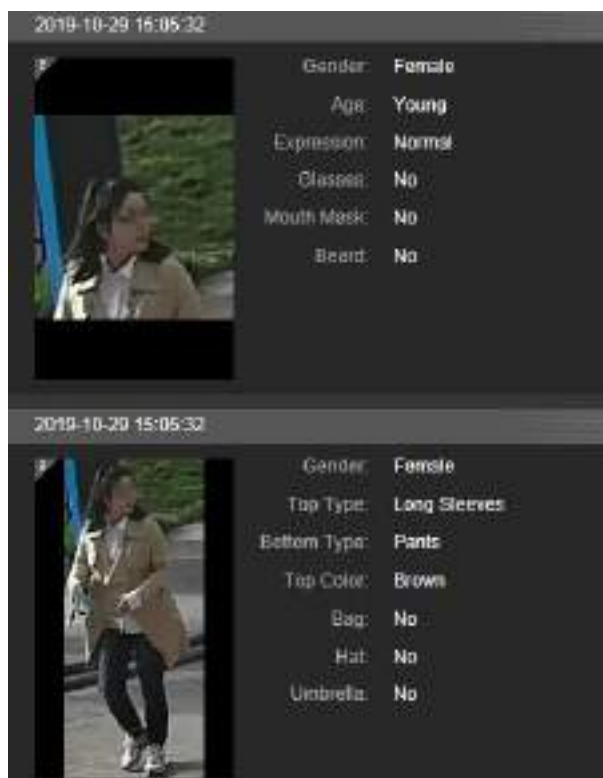 2019-10-29 15:05:32
Gender: Female
Age: Young
Expression: Normal
Glasses: No
Mouth Mask: No
Beard: No
2019-10-29 15:05:32
Gender: Female
Top Type: Long Sleeves
Bottom Type: Pants
Top Color: Brown
Bag: No
Hat: No
Umbrella: No